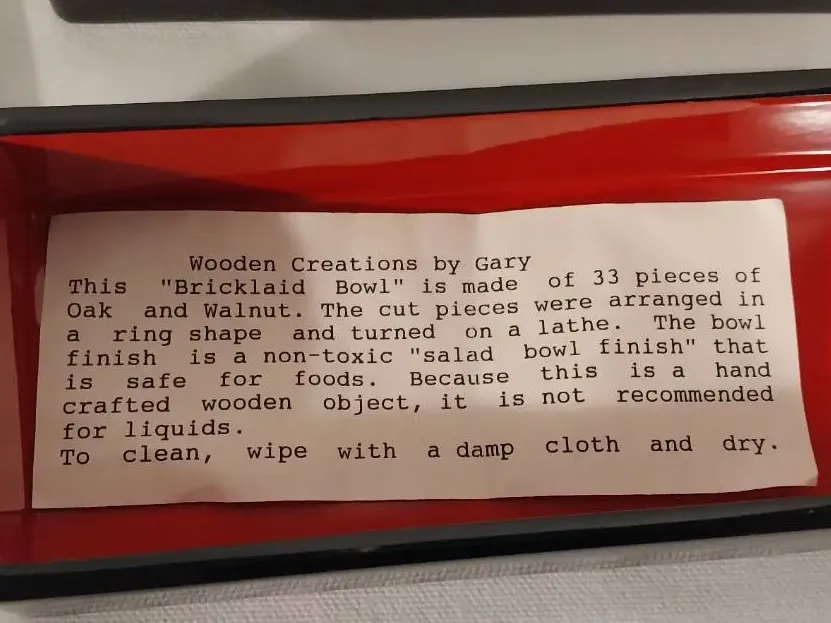 Wooden Creations by Gary
This "Bricklaid Bowl" is made of 33 pieces of
Oak and Walnut. The cut pieces were arranged in
a ring shape and turned on a lathe. The bowl
finish is a non-toxic "salad bowl finish" that
is safe for foods. Because this is a hand
crafted wooden object, it is not recommended
for liquids.
To clean, wipe with a damp cloth and dry.